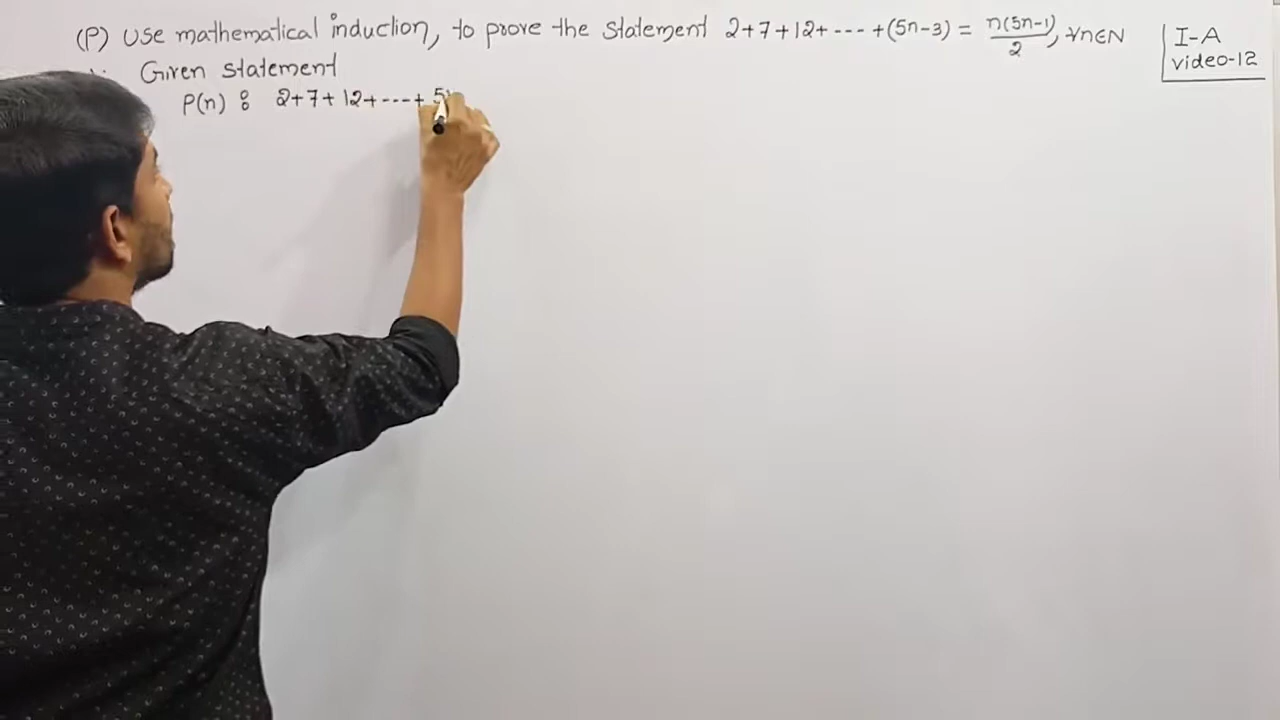 (P) Use mathematical induction, to prove the statement 2+7+12+----+(5n-3) = n(5n-1)/2, ∀n∈N
I-A
video-12
Given statement
P(n) : 2+7+12+----+ 5